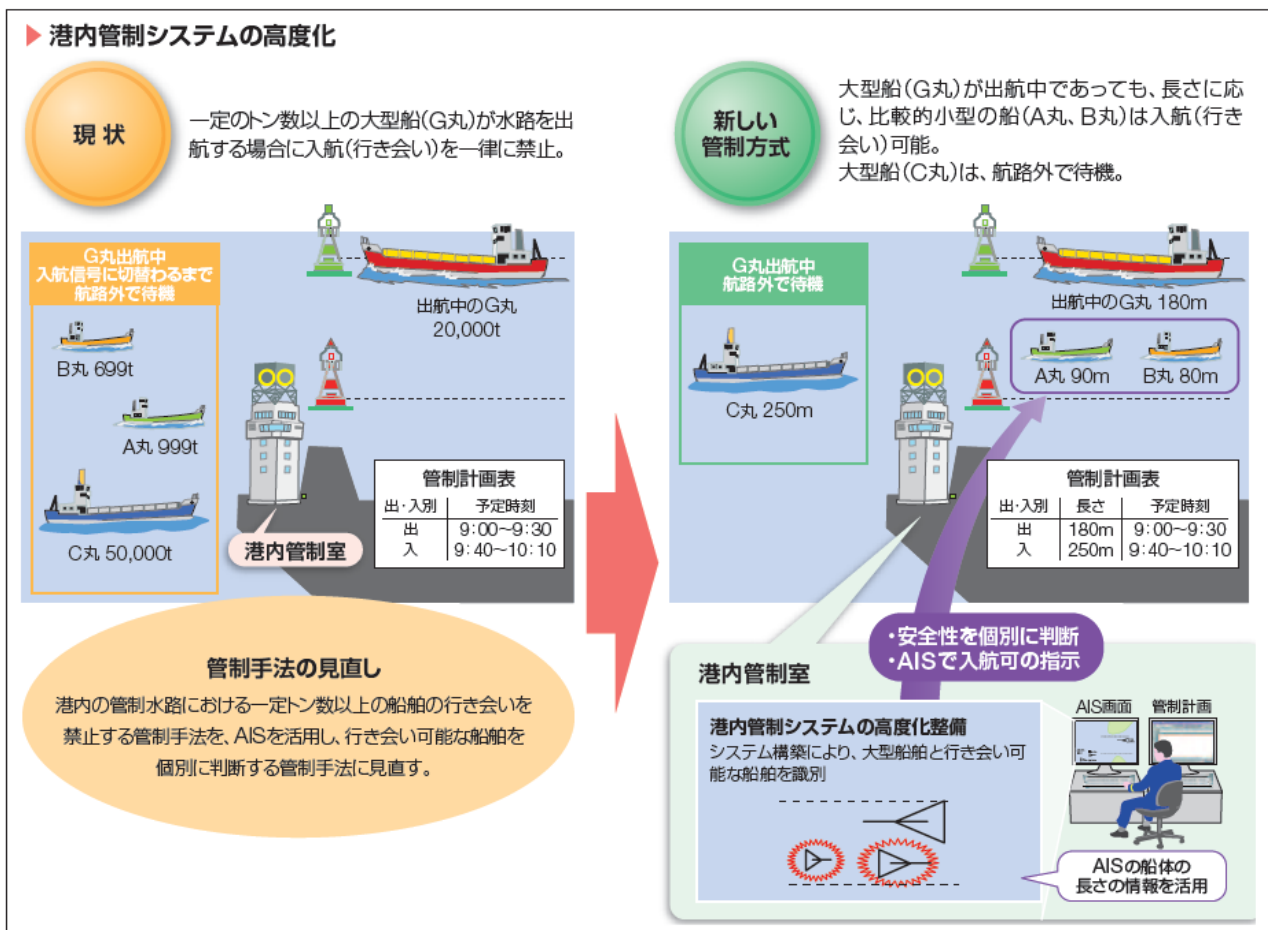 港内管制システムの高度化
現状
一定のトン数以上の大型船(G丸)が水路を出
航する場合に入航(行き会い)を一律に禁止。
G丸出航中
入航信号に切替わるまで
航路外で待機
B丸 699t
A丸 999t
C丸 50,000t
出航中のG丸
20,000t
港内管制室
管制計画表
出・入別 予定時刻
出 9:00〜9:30
入 9:40〜10:10
管制手法の見直し
港内の管制水路における一定トン数以上の船舶の行き会いを
禁止する管制手法を、AISを活用し、行き会い可能な船舶を
個別に判断する管制手法に見直す。
新しい
管制方式
大型船(G丸)が出航中であっても、長さに応
じ、比較的小型の船(A丸、B丸)は入航(行き
会い)可能。
大型船(C丸)は、航路外で待機。
G丸出航中
航路外で待機
C丸 250m
出航中のG丸 180m
A丸 90m
B丸 80m
管制計画表
出・入別 長さ 予定時刻
出 180m 9:00〜9:30
入 250m 9:40〜10:10
・安全性を個別に判断
・AISで入航可の指示
港内管制室
港内管制システムの高度化整備
システム構築により、大型船舶と行き会い可
能な船舶を識別
AIS画面
管制計画
AISの船体の
長さの情報を活用